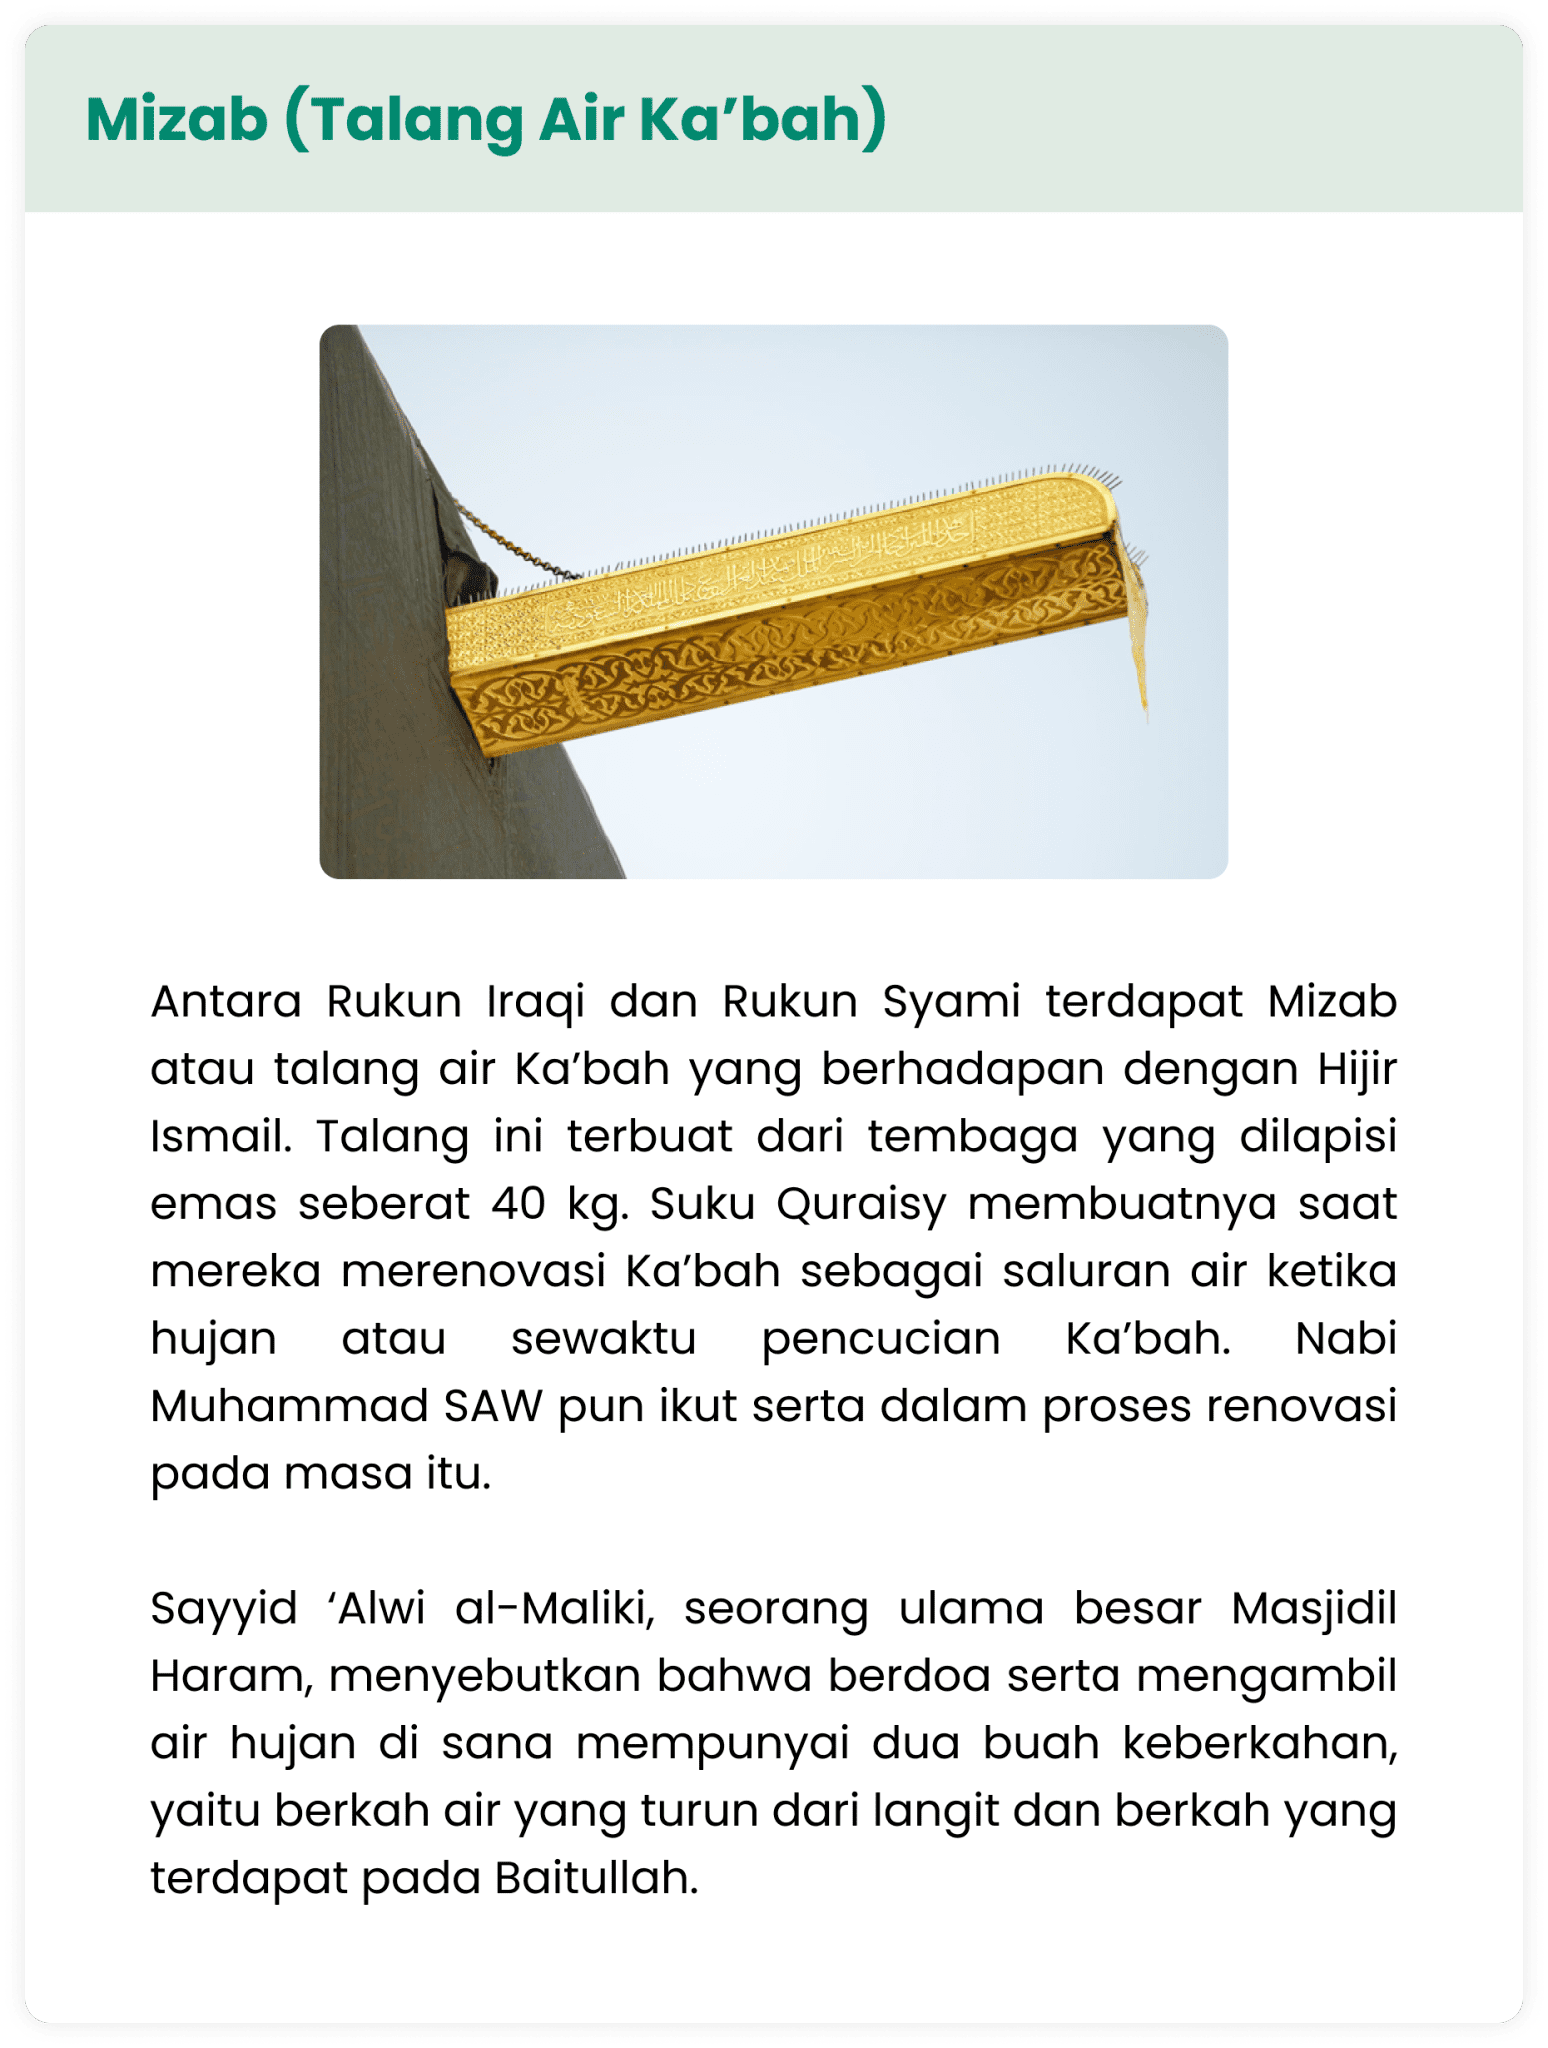 Mizab (Talang Air Ka’bah)
Antara Rukun Iraqi dan Rukun Syami terdapat Mizab
atau talang air Ka’bah yang berhadapan dengan Hijir
Ismail. Talang ini terbuat dari tembaga yang dilapisi
emas seberat 40 kg. Suku Quraisy membuatnya saat
mereka merenovasi Ka’bah sebagai saluran air ketika
hujan atau sewaktu pencucian Ka’bah. Nabi
Muhammad SAW pun ikut serta dalam proses renovasi
pada masa itu.
Sayyid ‘Alwi al-Maliki, seorang ulama besar Masjidil
Haram, menyebutkan bahwa berdoa serta mengambil
air hujan di sana mempunyai dua buah keberkahan,
yaitu berkah air yang turun dari langit dan berkah yang
terdapat pada Baitullah.